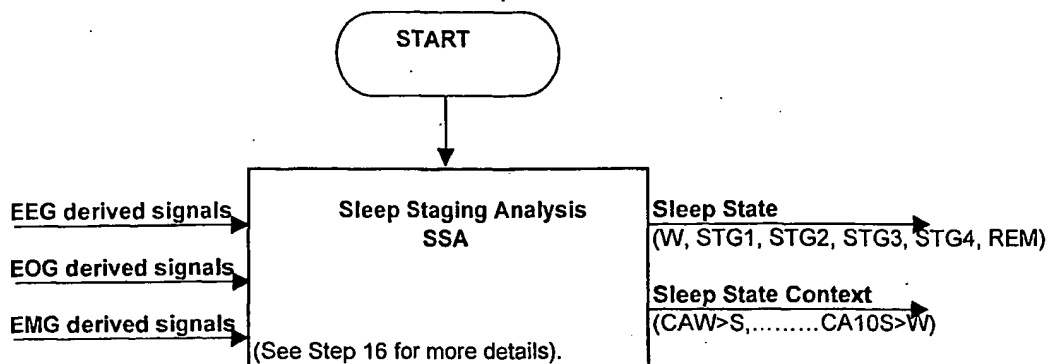 START
EEG derived signals
EOG derived signals
EMG derived signals
Sleep Staging Analysis
SSA
(See Step 16 for more details).
Sleep State
(W, STG1, STG2, STG3, STG4, REM)
Sleep State Context
(CAW>S,.........CA10S>W)